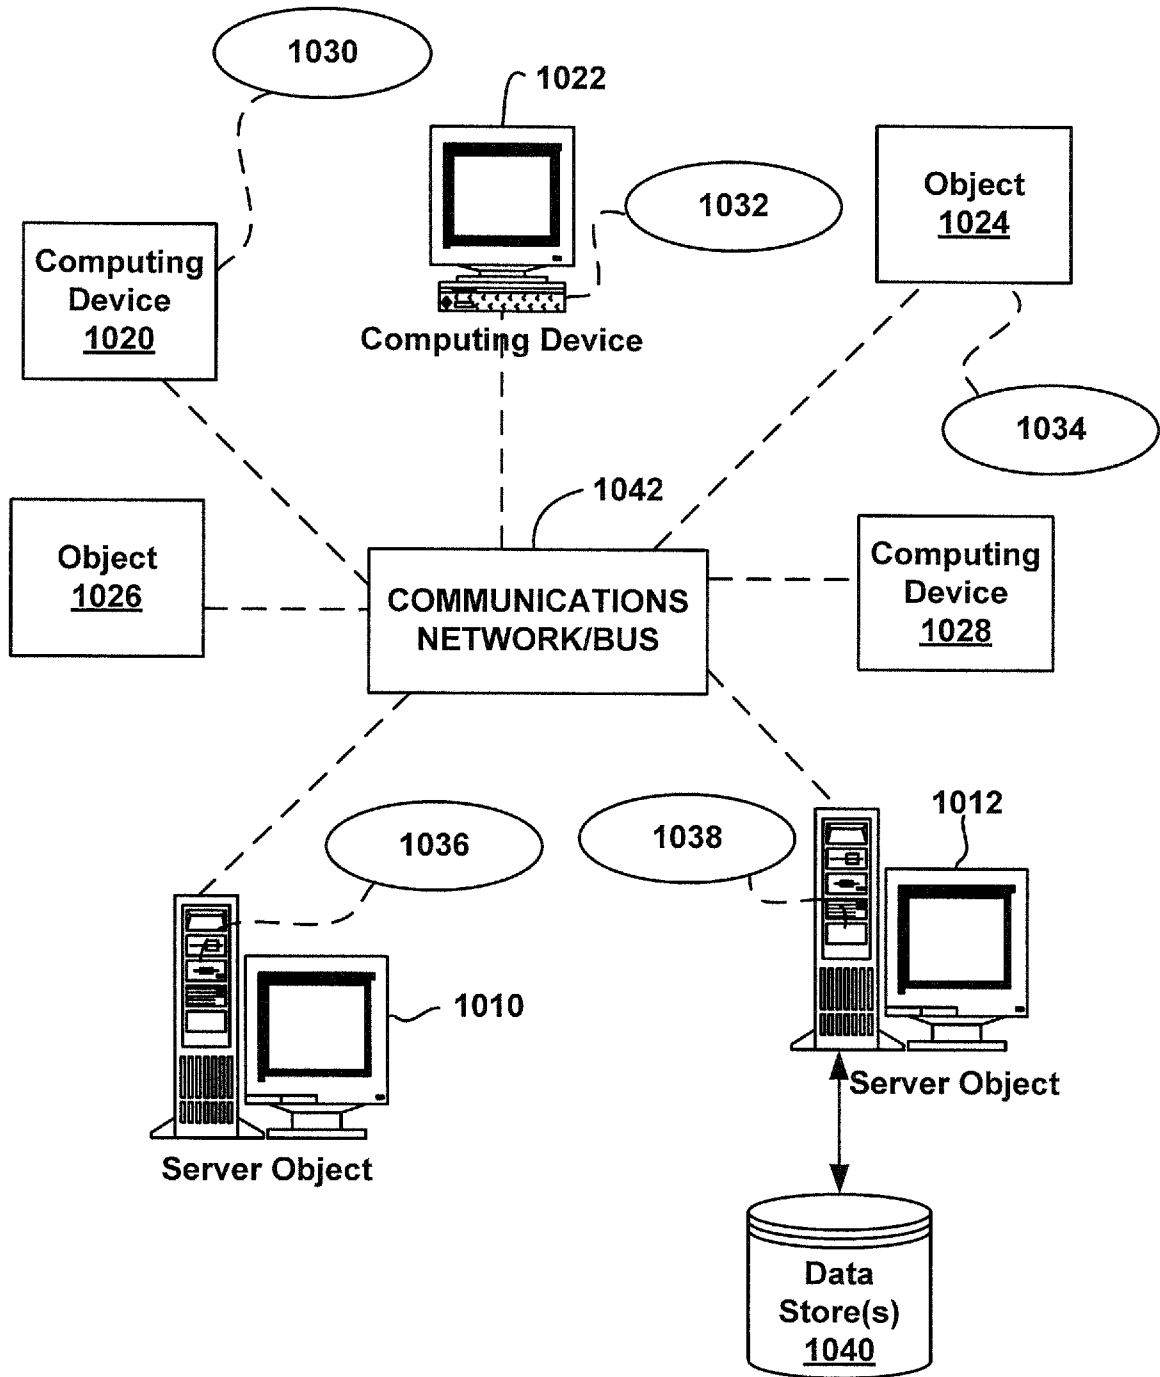 1030
1022
1032
Object
1024
Computing
Device
1020
Computing Device
1034
1042
Object
1026
COMMUNICATIONS
NETWORK/BUS
Computing
Device
1028
1036
1038
1012
1010
Server Object
Server Object
Data
Store(s)
1040